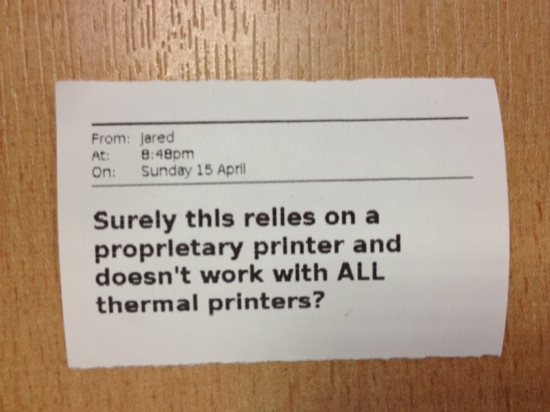 From: Jared
At: 8:48pm
On: Sunday 15 April
Surely this relies on a
proprietary printer and
doesn't work with ALL
thermal printers?